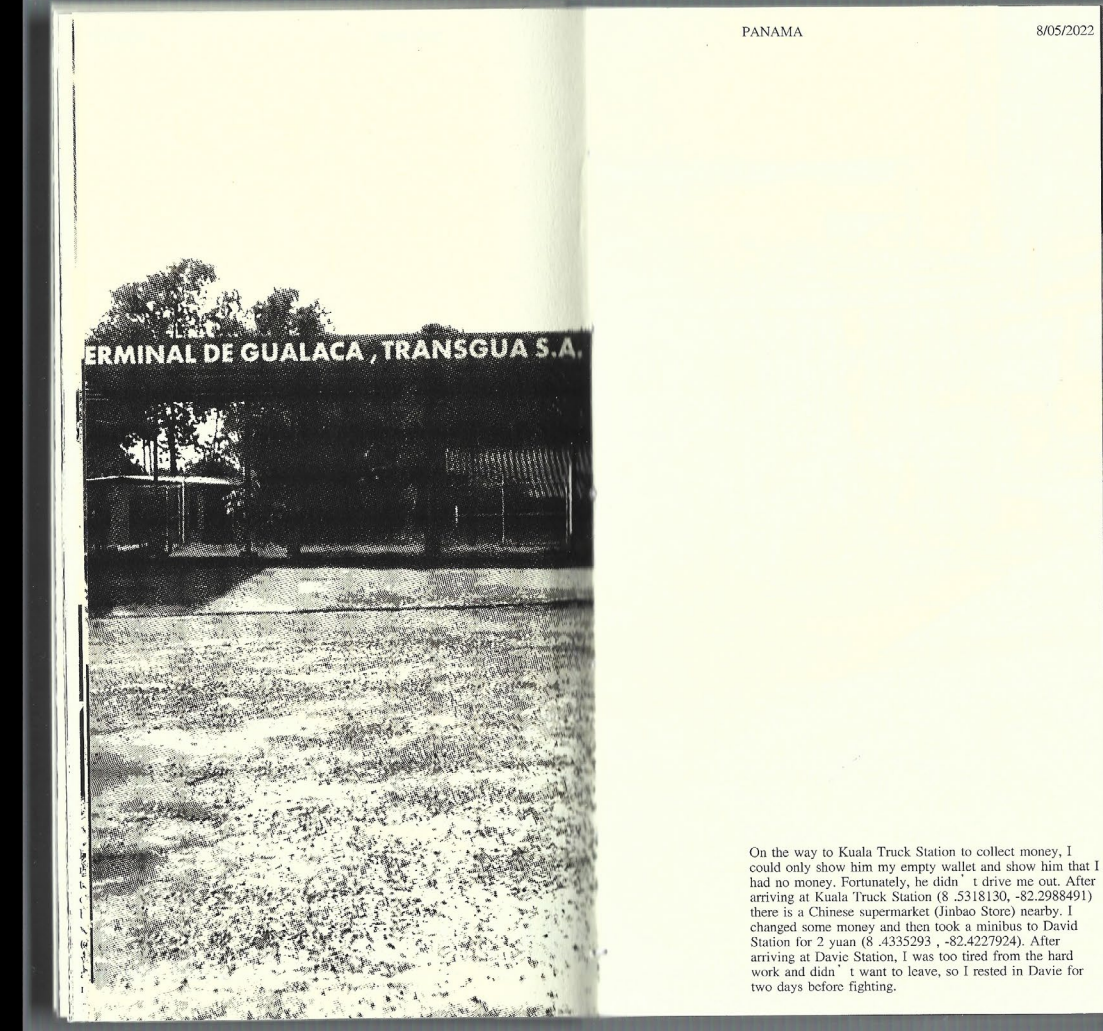 ERMINAL DE GUALACA , TRANSGUA S.A.
PANAMA 8/05/2022
On the way to Kuala Truck Station to collect money, I
could only show him my empty wallet and show him that I
had no money. Fortunately, he didn’ t drive me out. After
arriving at Kuala Truck Station (8 .5318130, -82.2988491)
there is a Chinese supermarket (Jinbao Store) nearby. I
changed some money and then took a minibus to David
Station for 2 yuan (8 .4335293 , -82.4227924). After
arriving at Davie Station, I was too tired from the hard
work and didn’ t want to leave, so I rested in Davie for
two days before fighting.